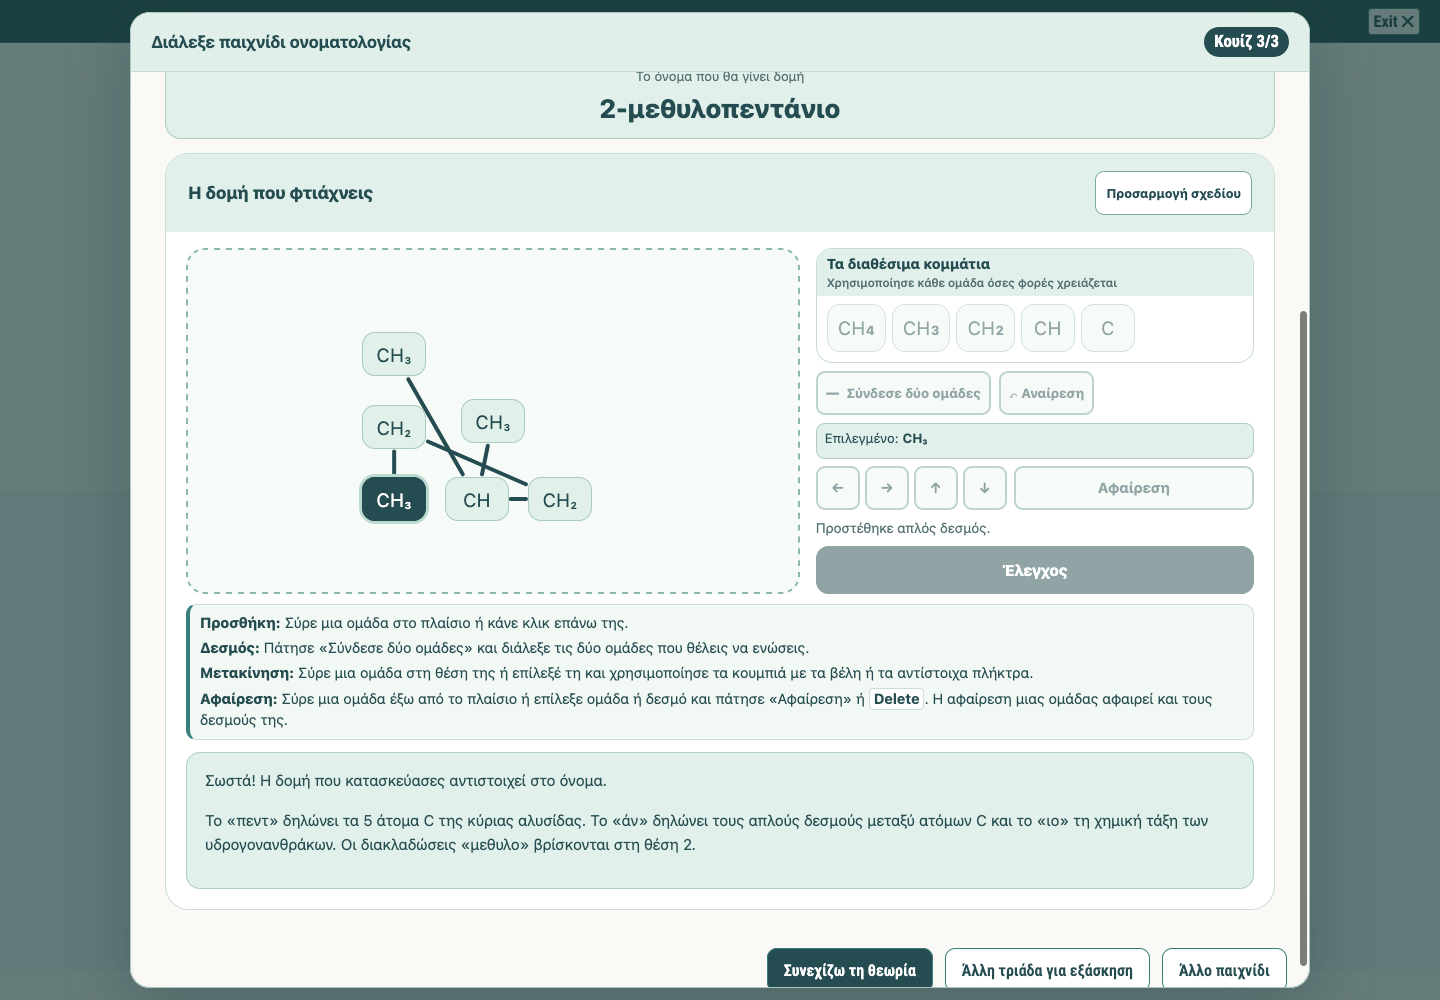 Exit ✕
Διάλεξε παιχνίδι ονοματολογίας
Κουίζ 3/3
Το όνομα που θα γίνει δομή
2-μεθυλοπεντάνιο
Η δομή που φτιάχνεις
Προσαρμογή σχεδίου
CH₃
CH₂
CH₃
CH₃
CH
CH₂
Τα διαθέσιμα κομμάτια
Χρησιμοποίησε κάθε ομάδα όσες φορές χρειάζεται
CH₄ CH₃ CH₂ CH C
— Σύνδεσε δύο ομάδες
↶ Αναίρεση
Επιλεγμένο: CH₃
← → ↑ ↓ Αφαίρεση
Προστέθηκε απλός δεσμός.
Έλεγχος
Προσθήκη: Σύρε μια ομάδα στο πλαίσιο ή κάνε κλικ επάνω της.
Δεσμός: Πάτησε «Σύνδεσε δύο ομάδες» και διάλεξε τις δύο ομάδες που θέλεις να ενώσεις.
Μετακίνηση: Σύρε μια ομάδα στη θέση της ή επίλεξέ τη και χρησιμοποίησε τα κουμπιά με τα βέλη ή τα αντίστοιχα πλήκτρα.
Αφαίρεση: Σύρε μια ομάδα έξω από το πλαίσιο ή επίλεξε ομάδα ή δεσμό και πάτησε «Αφαίρεση» ή Delete. Η αφαίρεση μιας ομάδας αφαιρεί και τους
δεσμούς της.
Σωστά! Η δομή που κατασκεύασες αντιστοιχεί στο όνομα.
Το «πεντ» δηλώνει τα 5 άτομα C της κύριας αλυσίδας. Το «άν» δηλώνει τους απλούς δεσμούς μεταξύ ατόμων C και το «ιο» τη χημική τάξη των
υδρογονανθράκων. Οι διακλαδώσεις «μεθυλο» βρίσκονται στη θέση 2.
Συνεχίζω τη θεωρία
Άλλη τριάδα για εξάσκηση
Άλλο παιχνίδι